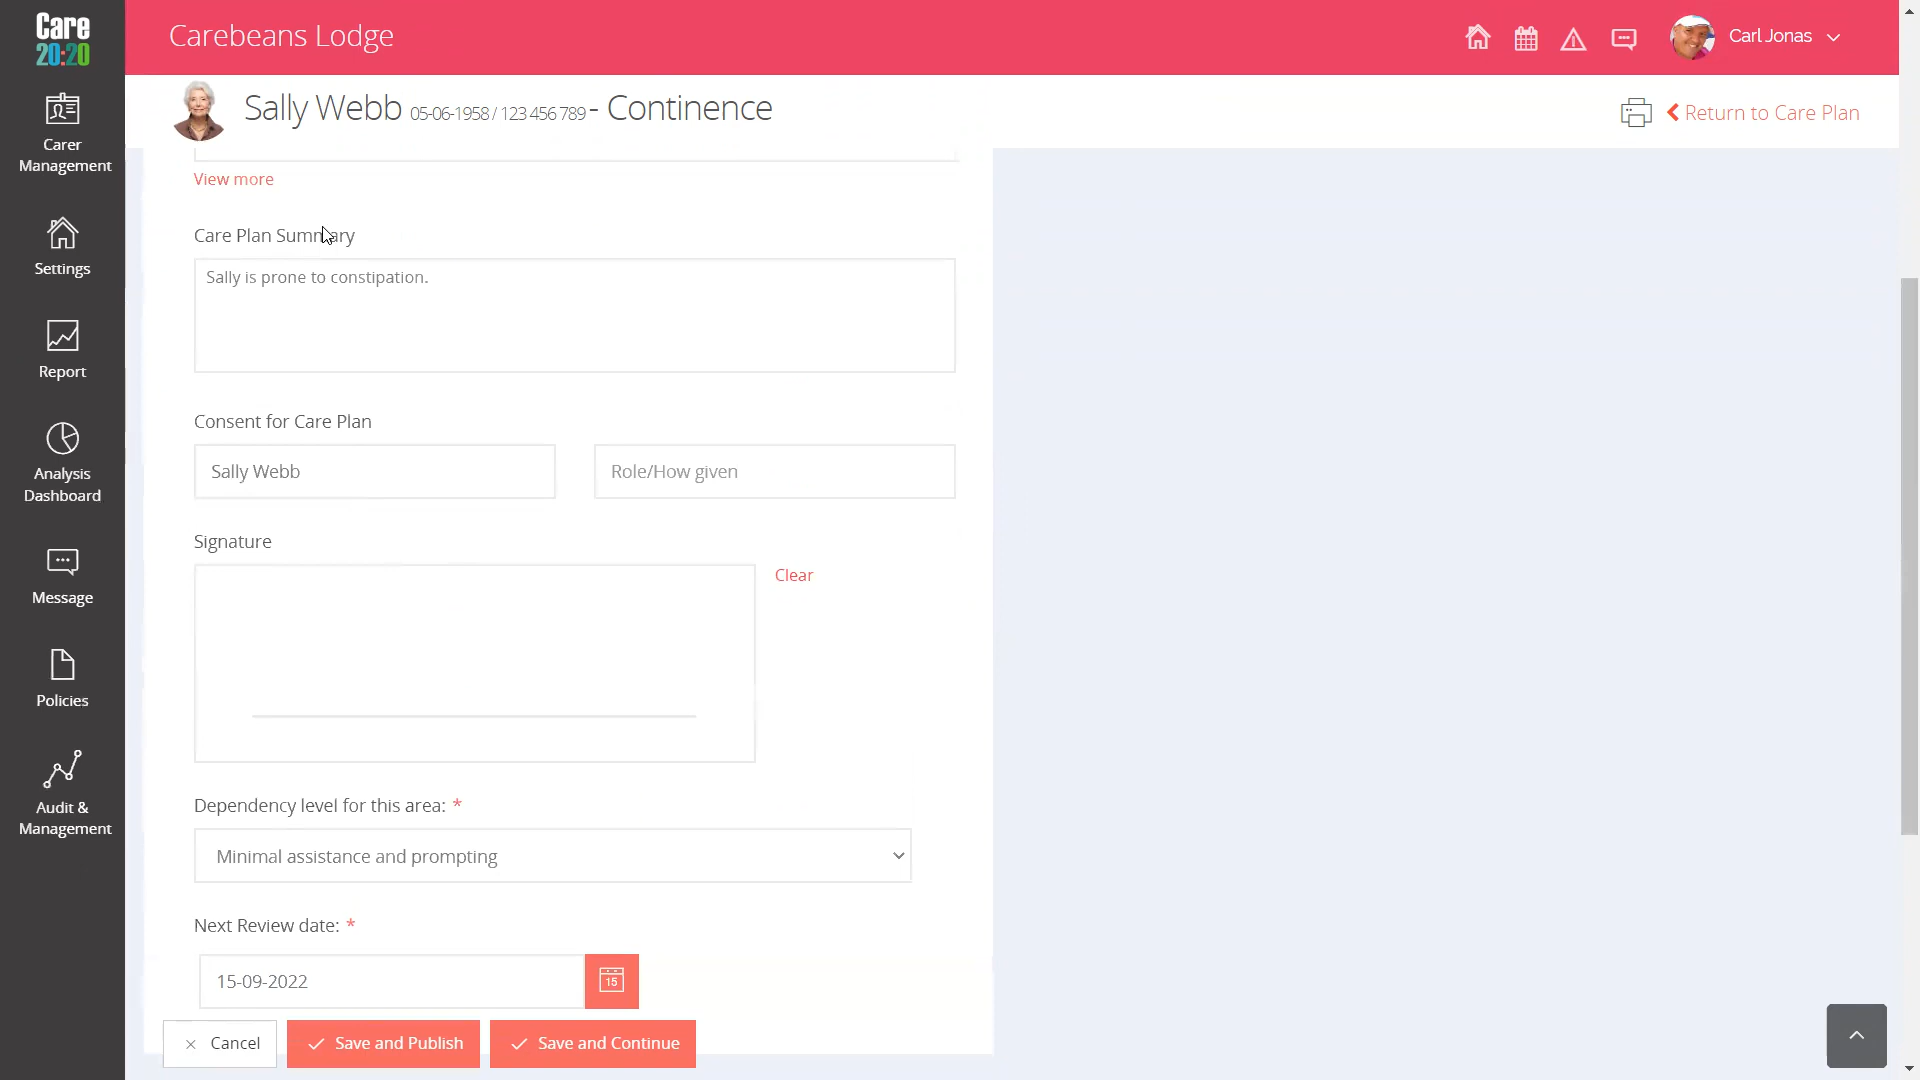 Care
20:20
Carebeans Lodge
Carl Jonas
Carer
Management
Settings
Report
Analysis
Dashboard
Message
Policies
Audit &
Management
Sally Webb 05-06-1958 / 123 456 789 - Continence
Return to Care Plan
View more
Care Plan Summary
Sally is prone to constipation.
Consent for Care Plan
Sally Webb
Role/How given
Signature
Clear
Dependency level for this area: *
Minimal assistance and prompting
Next Review date: *
15-09-2022
15
Cancel
Save and Publish
Save and Continue